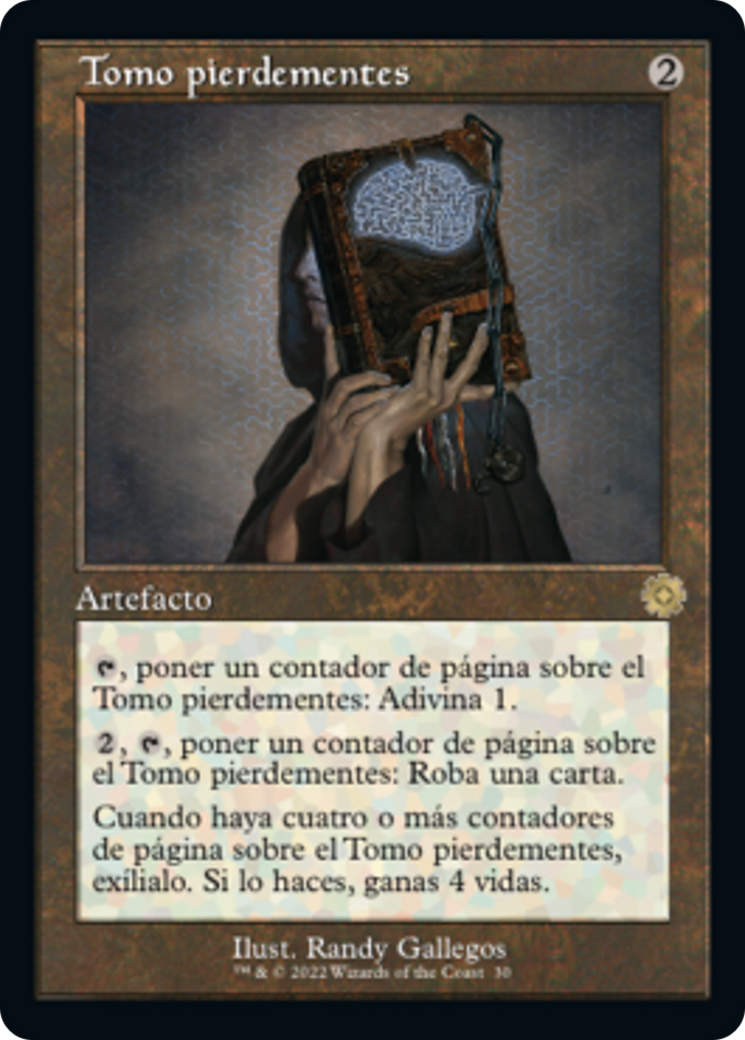 Tomo pierdementes 2
Artefacto
, poner un contador de página sobre el
Tomo pierdementes: Adivina 1.
2, , poner un contador de página sobre
el Tomo pierdementes: Roba una carta.
Cuando haya cuatro o más contadores
de página sobre el Tomo pierdementes,
exílialo. Si lo haces, ganas 4 vidas.
Ilust. Randy Gallegos
™ & © 2022 Wizards of the Coast 30